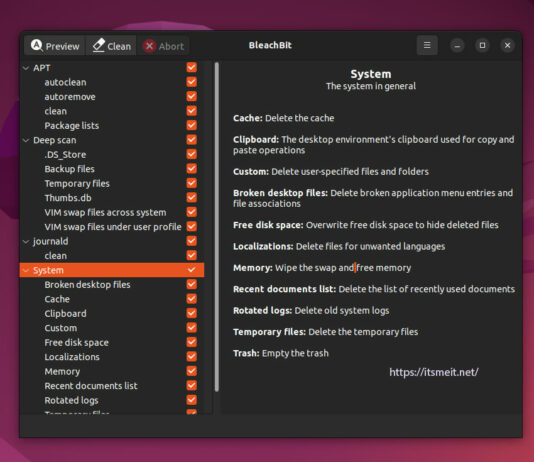 Preview
Clean
Abort
BleachBit
APT
autoclean
autoremove
clean
Package lists
Deep scan
.DS_Store
Backup files
Temporary files
Thumbs.db
VIM swap files across system
VIM swap files under user profile
journald
clean
System
Broken desktop files
Cache
Clipboard
Custom
Free disk space
Localizations
Memory
Recent documents list
Rotated logs
Temporary files
System
The system in general
Cache: Delete the cache
Clipboard: The desktop environment's clipboard used for copy and
paste operations
Custom: Delete user-specified files and folders
Broken desktop files: Delete broken application menu entries and
file associations
Free disk space: Overwrite free disk space to hide deleted files
Localizations: Delete files for unwanted languages
Memory: Wipe the swap and free memory
Recent documents list: Delete the list of recently used documents
Rotated logs: Delete old system logs
Temporary files: Delete the temporary files
Trash: Empty the trash
https://itsmeit.net/